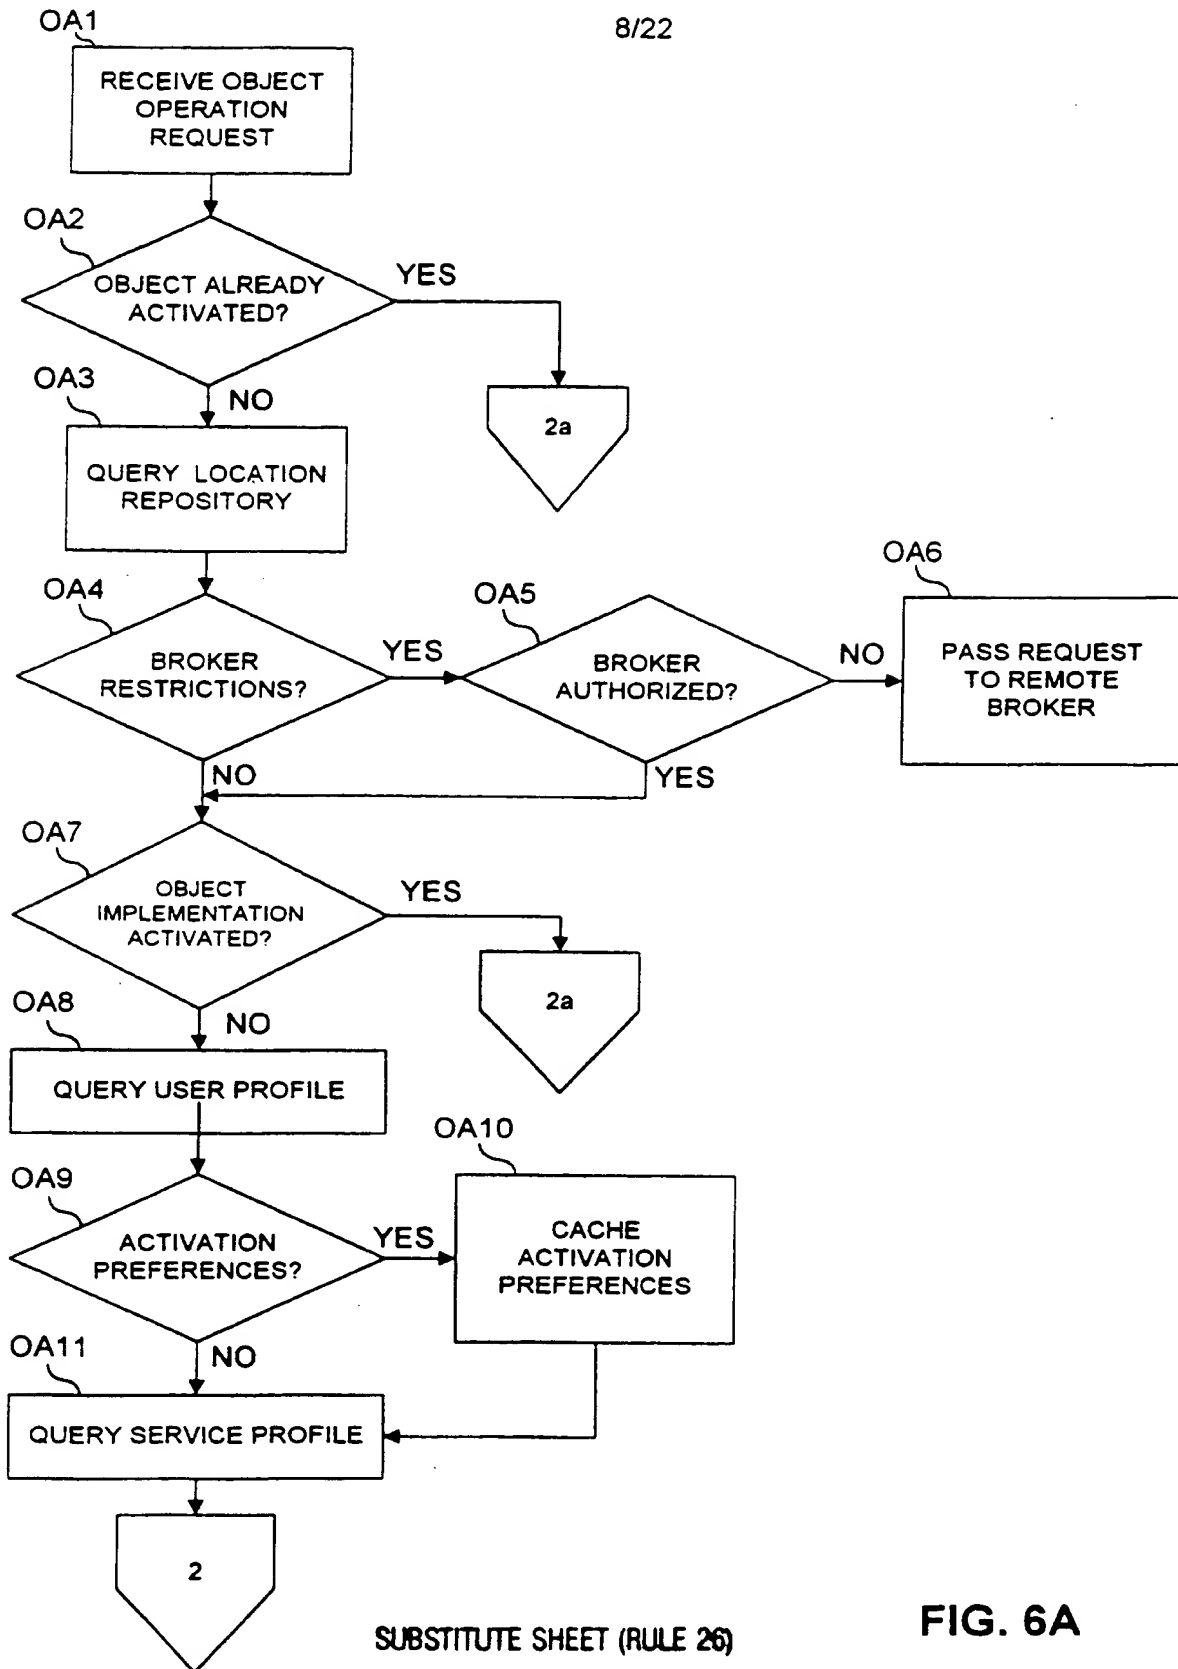 8/22
OA1
RECEIVE OBJECT
OPERATION
REQUEST
OA2
OBJECT ALREADY
ACTIVATED?
YES
2a
NO
OA3
QUERY LOCATION
REPOSITORY
OA4
BROKER
RESTRICTIONS?
YES
OA5
BROKER
AUTHORIZED?
NO
OA6
PASS REQUEST
TO REMOTE
BROKER
NO
YES
OA7
OBJECT
IMPLEMENTATION
ACTIVATED?
YES
2a
NO
OA8
QUERY USER PROFILE
OA9
ACTIVATION
PREFERENCES?
YES
OA10
CACHE
ACTIVATION
PREFERENCES
NO
OA11
QUERY SERVICE PROFILE
2
SUBSTITUTE SHEET (RULE 26)
FIG. 6A